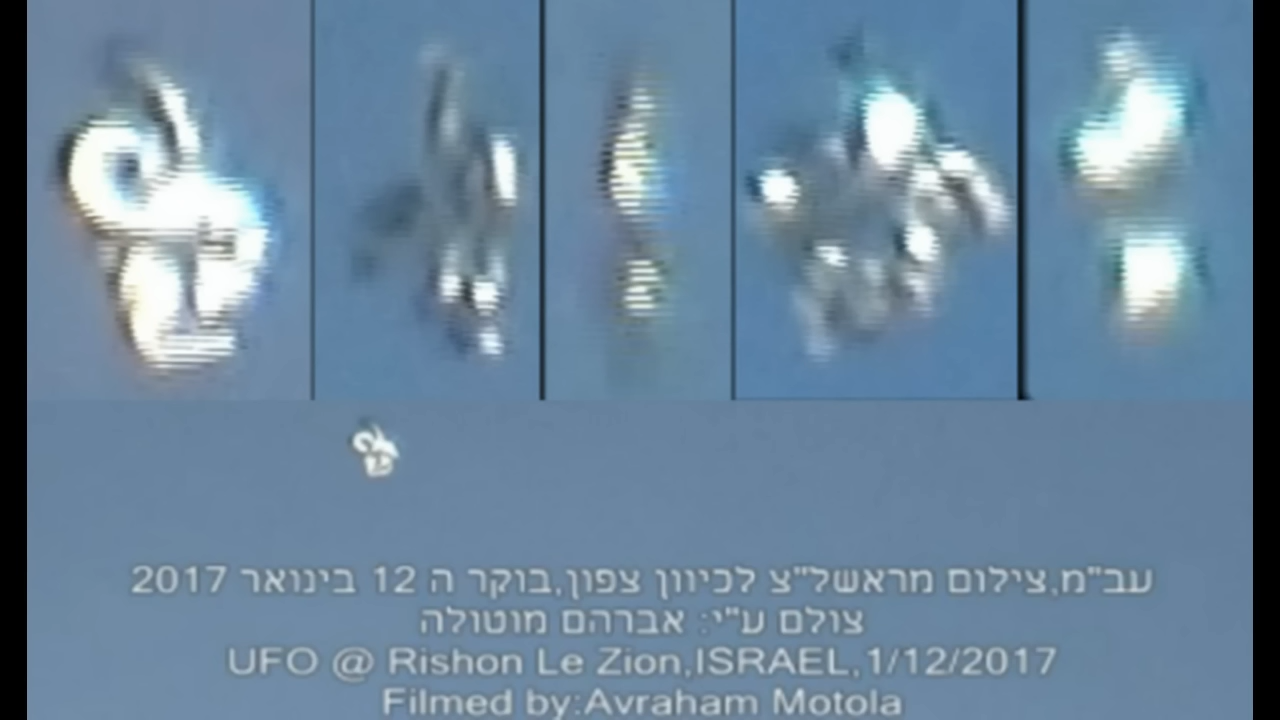 עב"מ,צילום מראשל"צ לכיוון צפון,בוקר ה 12 בינואר 2017
צולם ע"י: אברהם מוטולה
UFO @ Rishon Le Zion,ISRAEL,1/12/2017
Filmed by:Avraham Motola